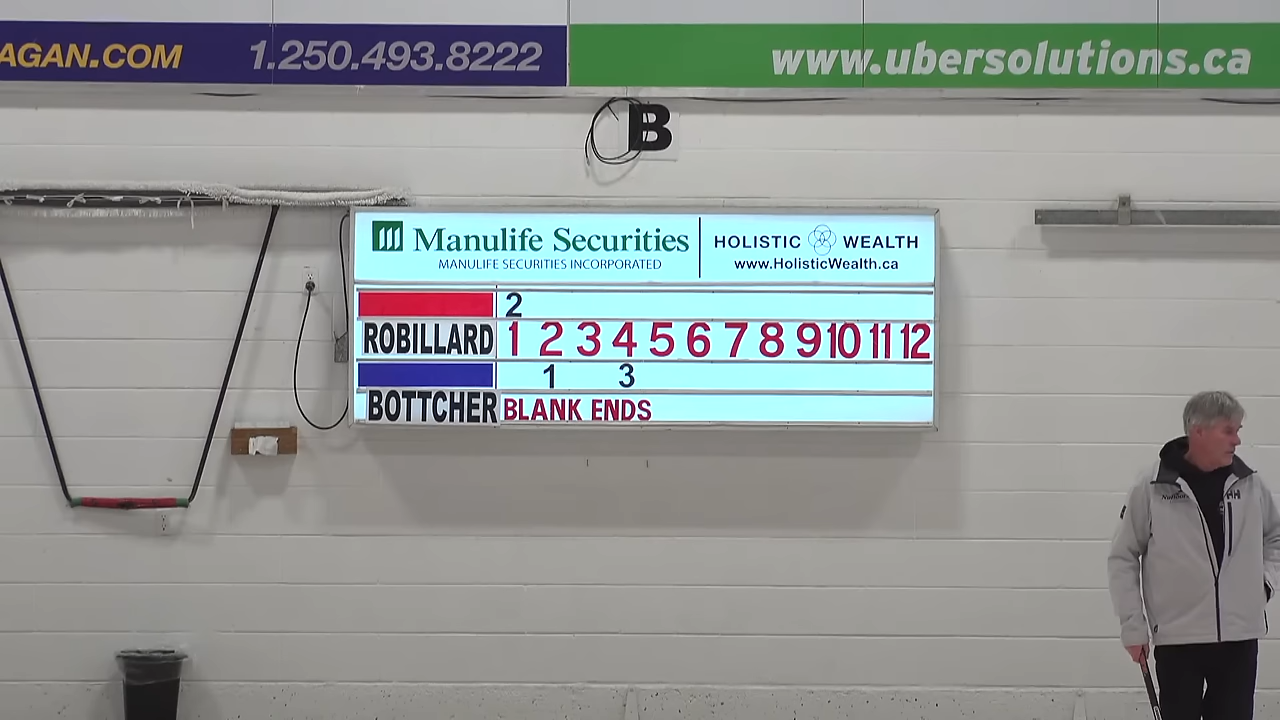 AGAN.COM 1.250.493.8222 www.ubersolutions.ca
B
Manulife Securities
MANULIFE SECURITIES INCORPORATED
HOLISTIC WEALTH
www.HolisticWealth.ca
2
ROBILLARD 1 2 3 4 5 6 7 8 9 10 11 12
1 3
BOTTCHER BLANK ENDS
HH